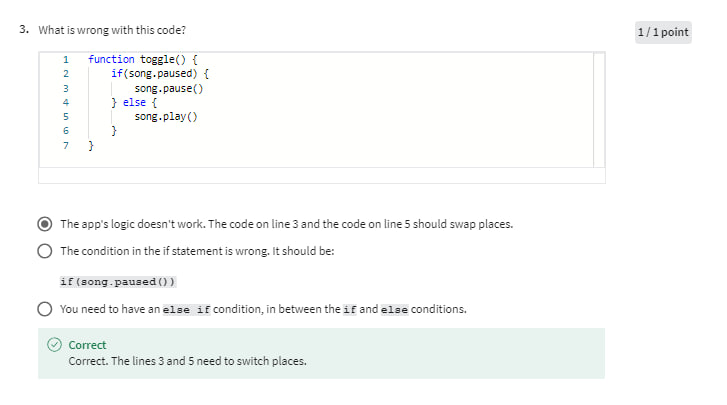 3. What is wrong with this code?
1 / 1 point
1 function toggle() {
2 if(song.paused) {
3 song.pause()
4 } else {
5 song.play()
6 }
7 }
The app's logic doesn't work. The code on line 3 and the code on line 5 should swap places.
The condition in the if statement is wrong. It should be:
if(song.paused())
You need to have an else if condition, in between the if and else conditions.
Correct
Correct. The lines 3 and 5 need to switch places.